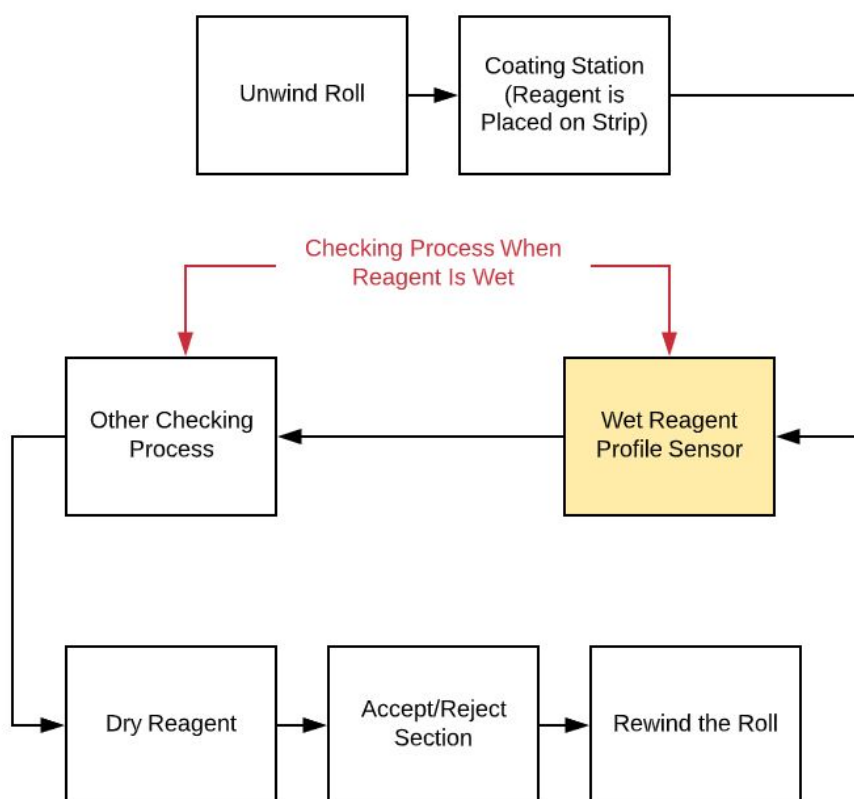 Unwind Roll
Coating Station
(Reagent is
Placed on Strip)
Checking Process When
Reagent Is Wet
Other Checking
Process
Wet Reagent
Profile Sensor
Dry Reagent
Accept/Reject
Section
Rewind the Roll